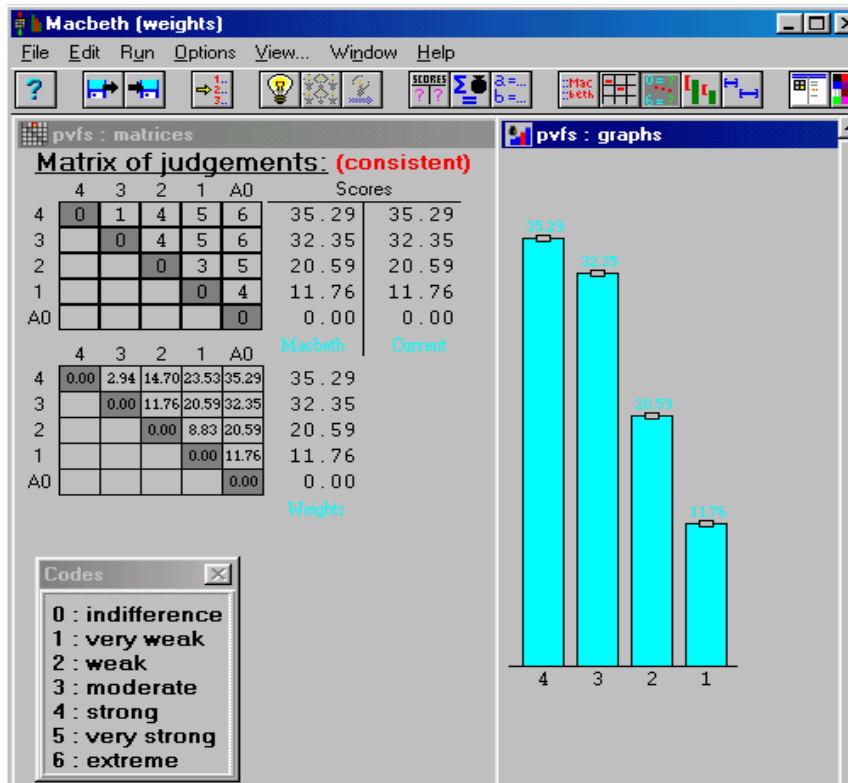 Macbeth (weights)
File Edit Run Options View... Window Help
? 1... 2... 3... SCORES ? ? Σ a=... b=... ::Mac ::beth
pvfs : matrices
Matrix of judgements: (consistent)
4 3 2 1 A0 Scores
4 0 1 4 5 6 35.29 35.29
3 0 4 5 6 32.35 32.35
2 0 3 5 20.59 20.59
1 0 4 11.76 11.76
A0 0 0.00 0.00
Macbeth Current
4 3 2 1 A0
4 0.00 2.94 14.70 23.53 35.29 35.29
3 0.00 11.76 20.59 32.35 32.35
2 0.00 8.83 20.59 20.59
1 0.00 11.76 11.76
A0 0.00 0.00
Weights
Codes
0 : indifference
1 : very weak
2 : weak
3 : moderate
4 : strong
5 : very strong
6 : extreme
pvfs : graphs
35.29
32.35
20.59
11.76
4 3 2 1